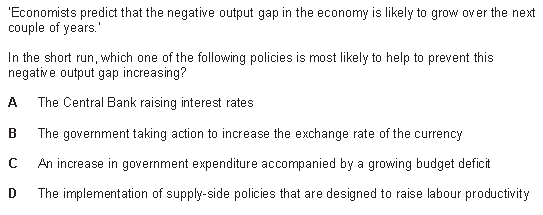 'Economists predict that the negative output gap in the economy is likely to grow over the next
couple of years.'
In the short run, which one of the following policies is most likely to help to prevent this
negative output gap increasing?
A The Central Bank raising interest rates
B The government taking action to increase the exchange rate of the currency
C An increase in government expenditure accompanied by a growing budget deficit
D The implementation of supply-side policies that are designed to raise labour productivity